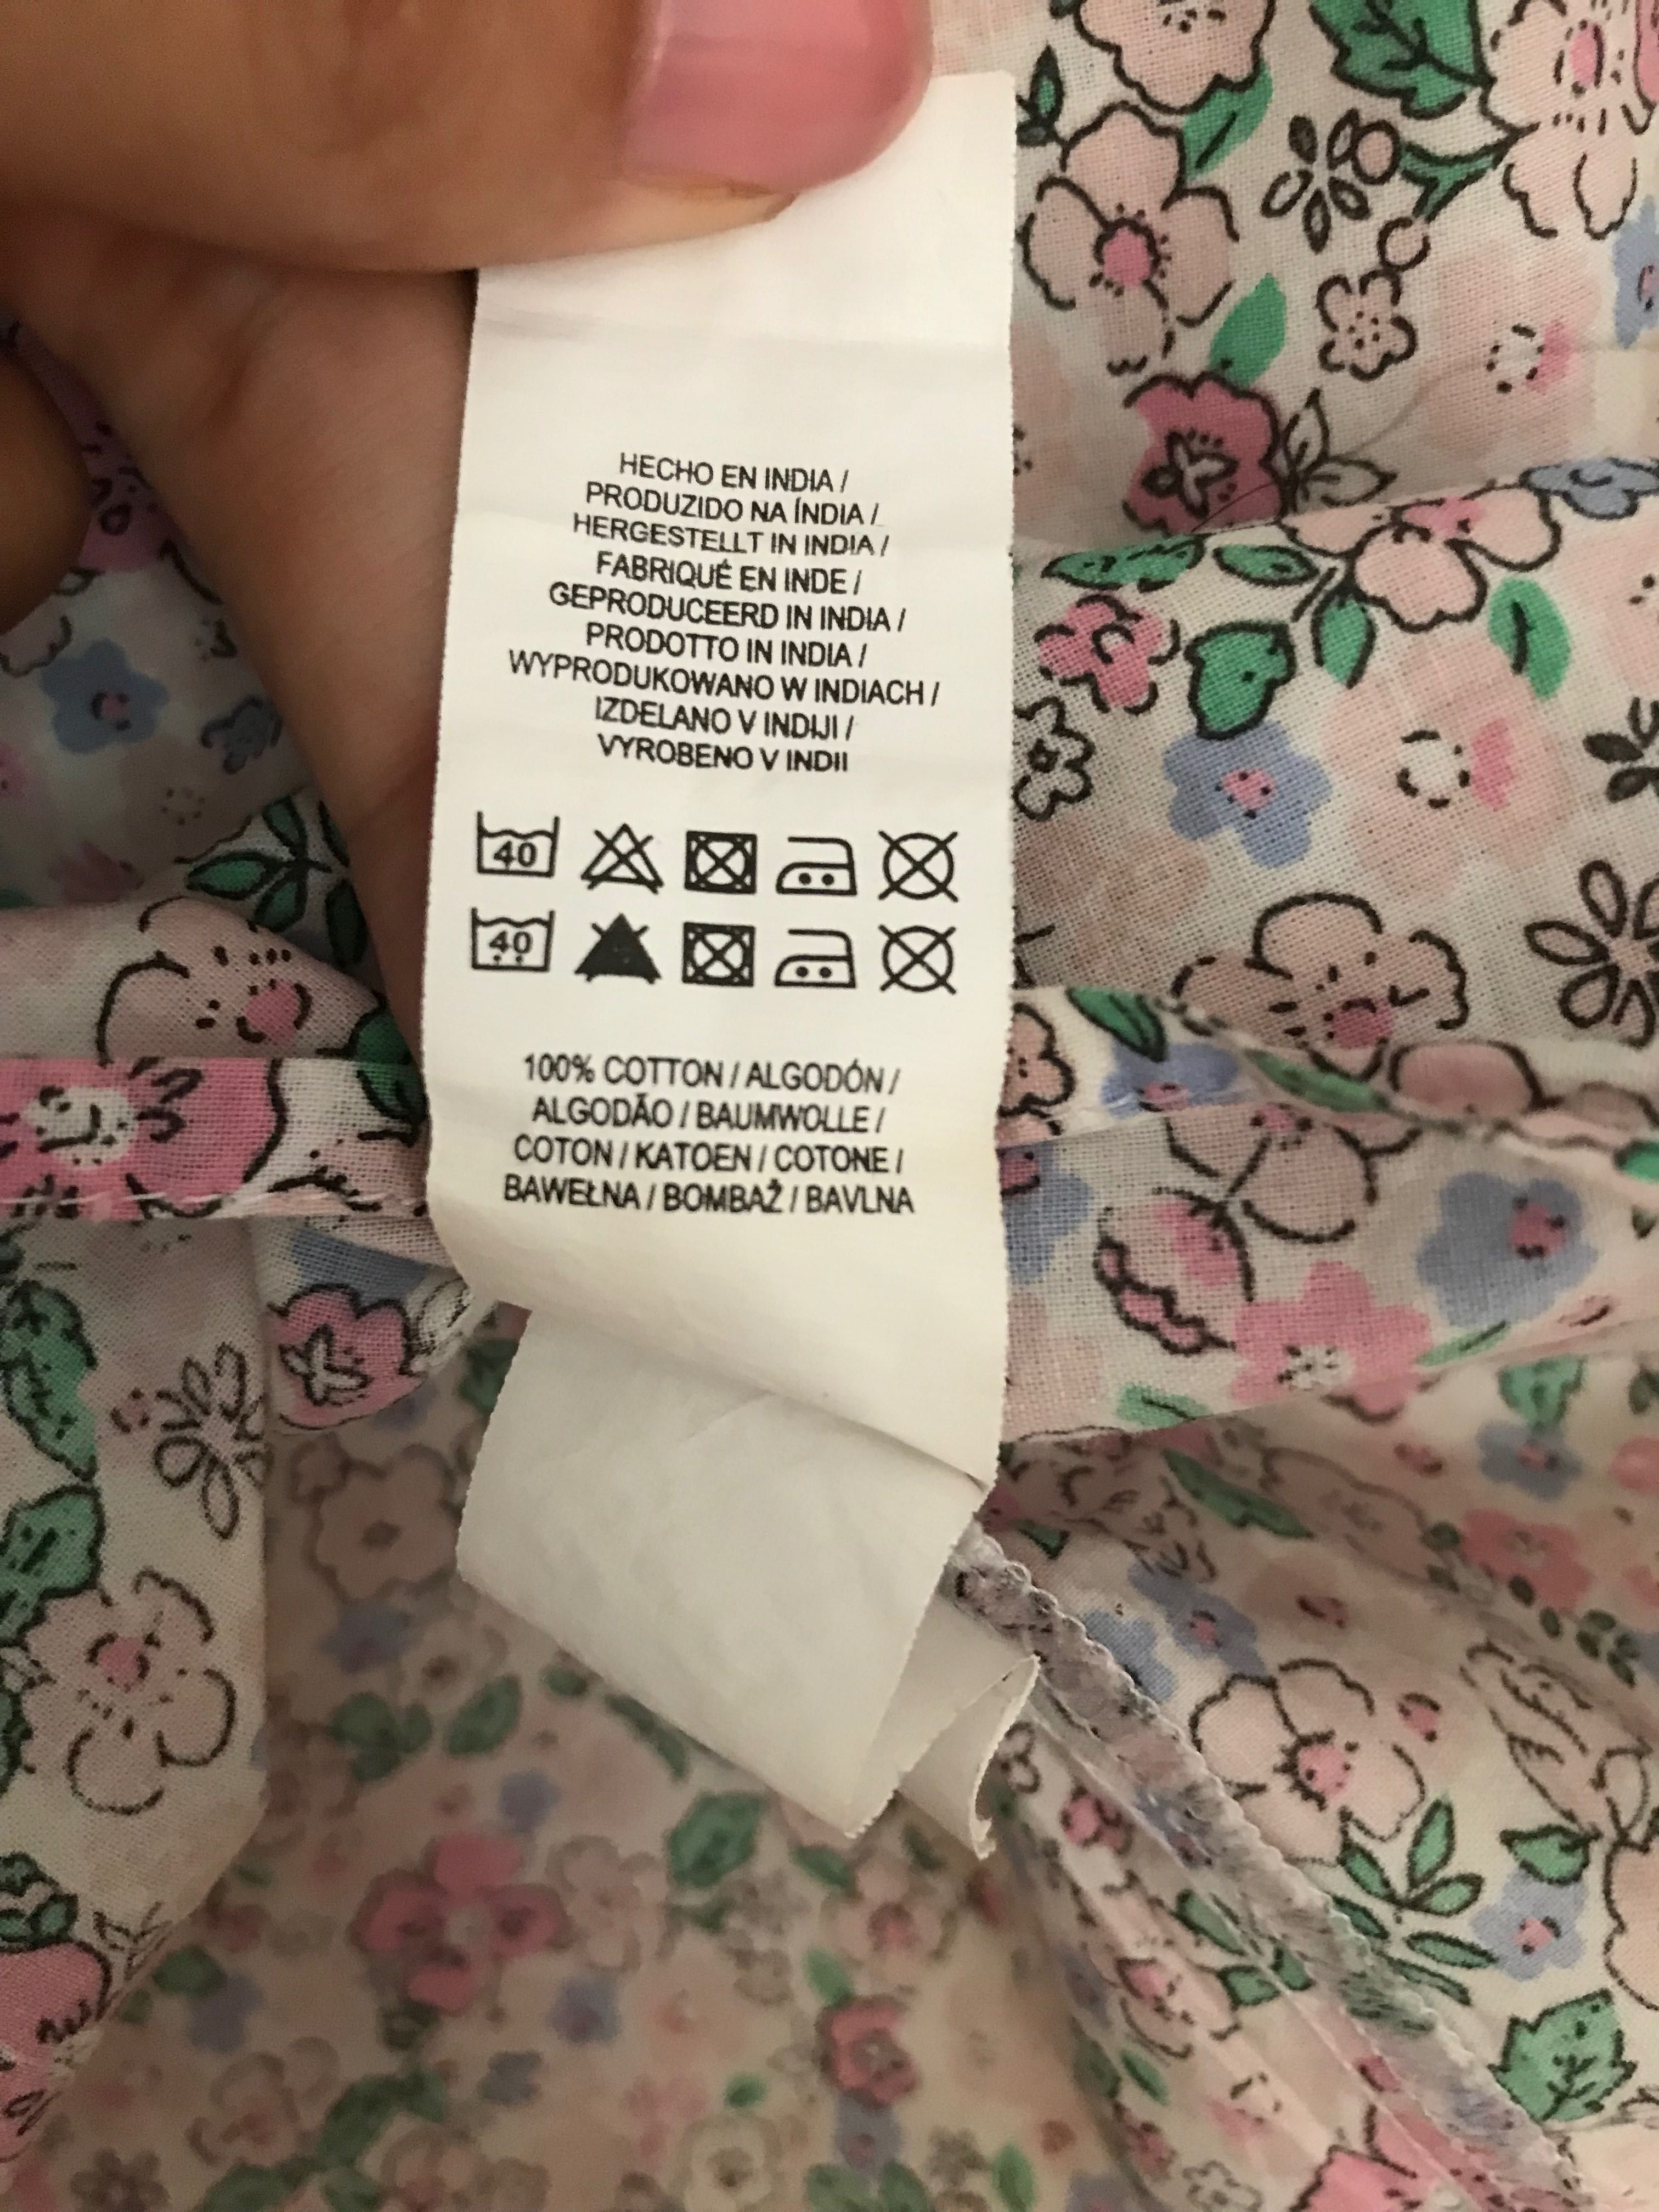 HECHO EN INDIA /
PRODUZIDO NA ÍNDIA /
HERGESTELLT IN INDIA /
FABRIQUÉ EN INDE /
GEPRODUCEERD IN INDIA /
PRODOTTO IN INDIA /
WYPRODUKOWANO W INDIACH /
IZDELANO V INDIJI /
VYROBENO V INDII
40
40
100% COTTON / ALGODÓN /
ALGODÃO / BAUMWOLLE /
COTON / KATOEN / COTONE /
BAWEŁNA / BOMBAŽ / BAVLNA